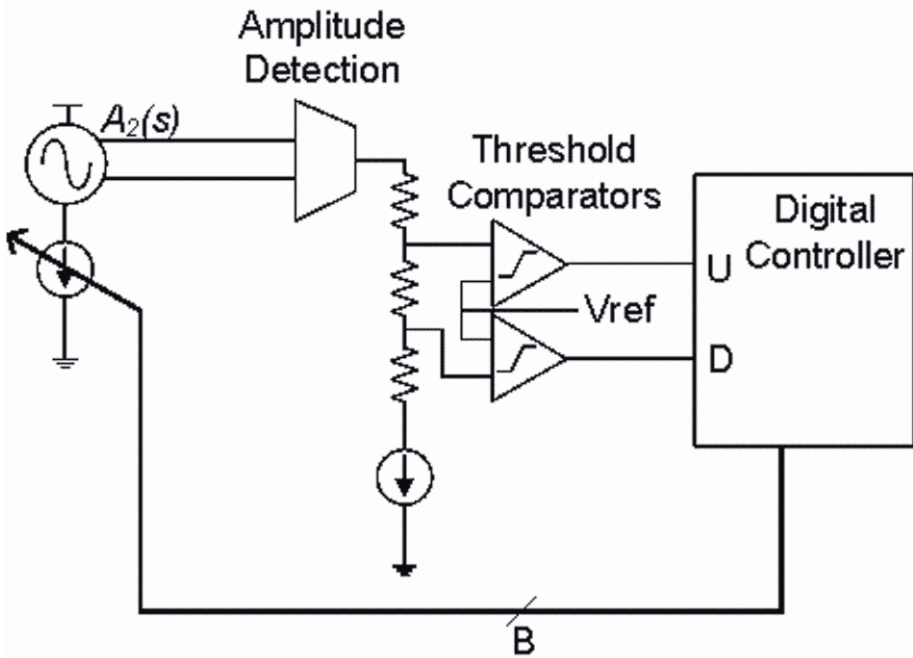 Amplitude
Detection
A₂(s)
Threshold
Comparators
Digital
Controller
U
Vref
D
B